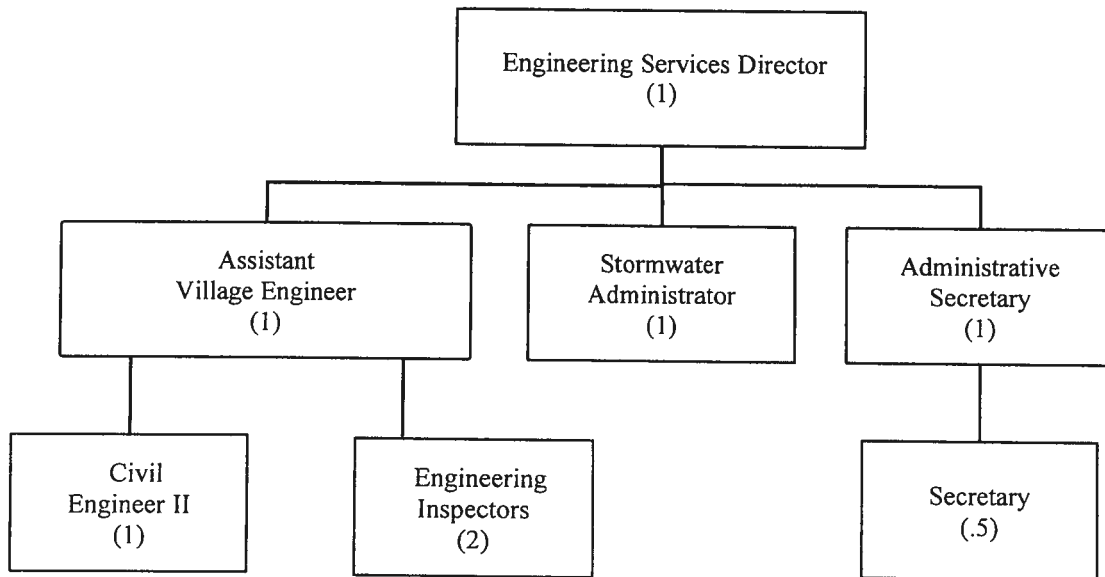 Engineering Services Director
(1)
Assistant
Village Engineer
(1)
Stormwater
Administrator
(1)
Administrative
Secretary
(1)
Civil
Engineer II
(1)
Engineering
Inspectors
(2)
Secretary
(.5)